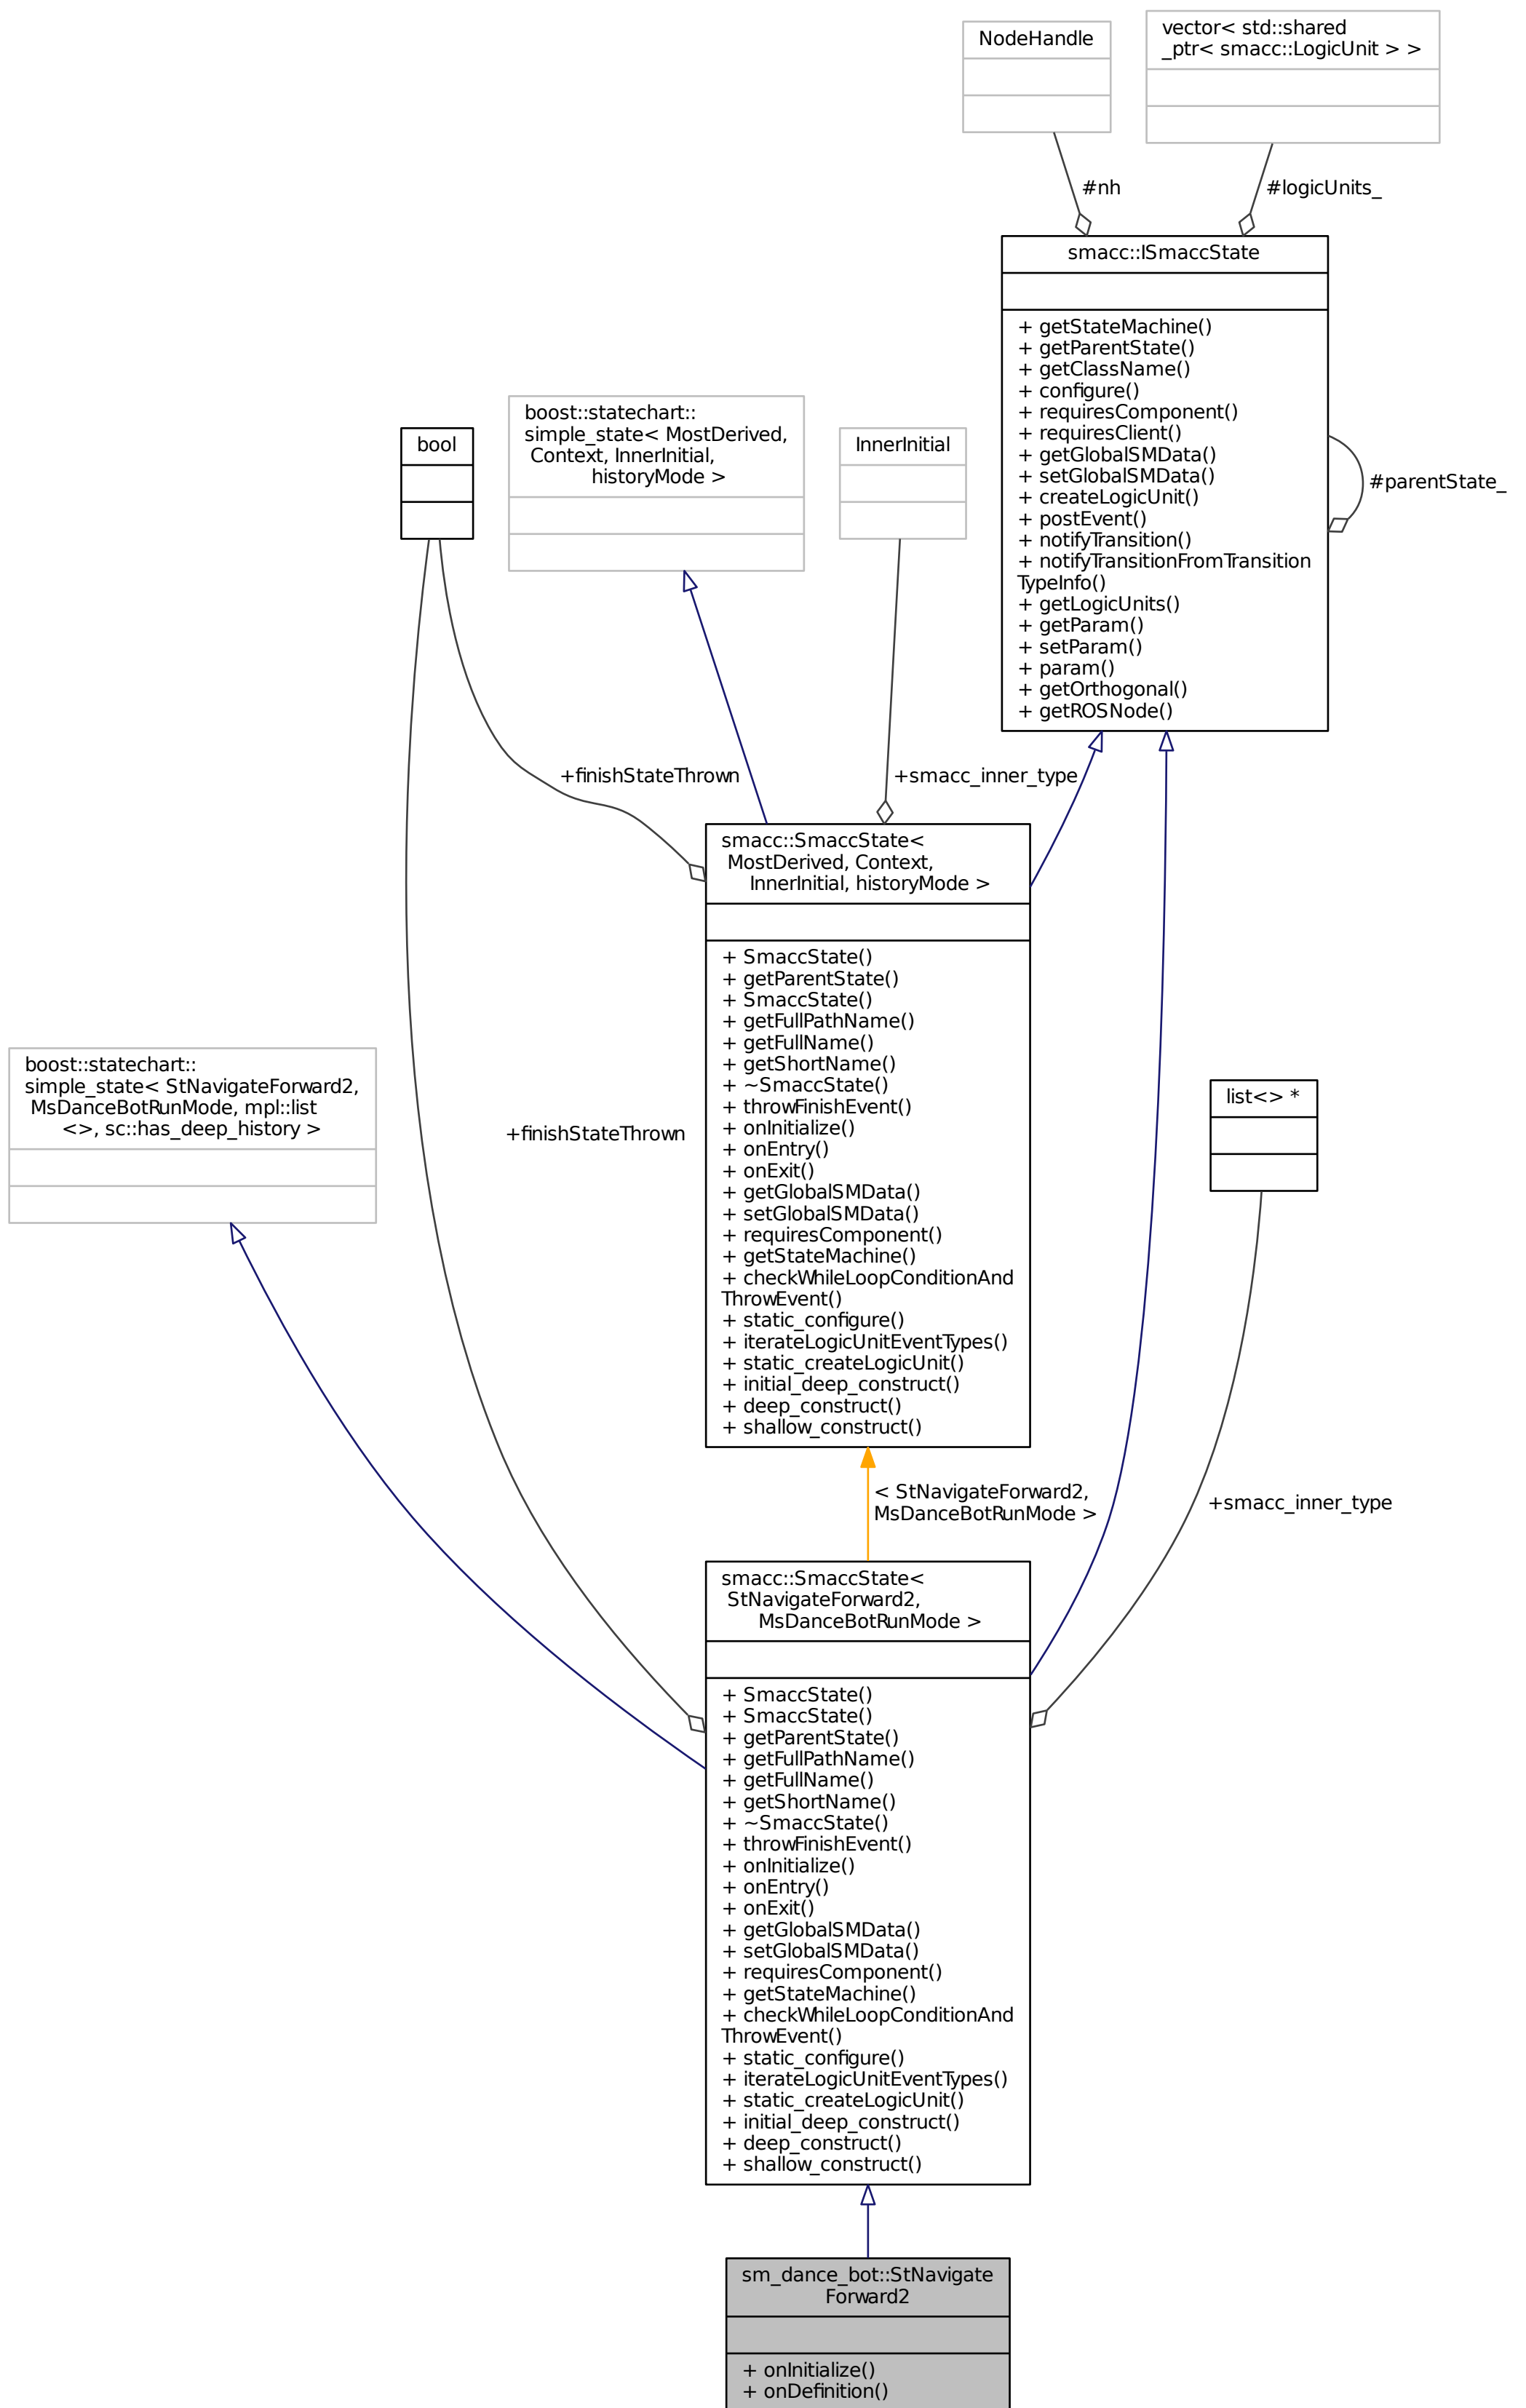 NodeHandle
vector< std::shared
_ptr< smacc::LogicUnit > >
#nh
#logicUnits_
smacc::ISmaccState
+ getStateMachine()
+ getParentState()
+ getClassName()
+ configure()
+ requiresComponent()
+ requiresClient()
+ getGlobalSMData()
+ setGlobalSMData()
+ createLogicUnit()
+ postEvent()
+ notifyTransition()
+ notifyTransitionFromTransition
TypeInfo()
+ getLogicUnits()
+ getParam()
+ setParam()
+ param()
+ getOrthogonal()
+ getROSNode()
#parentState_
bool
boost::statechart::
simple_state< MostDerived,
Context, InnerInitial,
historyMode >
InnerInitial
+finishStateThrown
+smacc_inner_type
smacc::SmaccState<
MostDerived, Context,
InnerInitial, historyMode >
+ SmaccState()
+ getParentState()
+ SmaccState()
+ getFullPathName()
+ getFullName()
+ getShortName()
+ ~SmaccState()
+ throwFinishEvent()
+ onInitialize()
+ onEntry()
+ onExit()
+ getGlobalSMData()
+ setGlobalSMData()
+ requiresComponent()
+ getStateMachine()
+ checkWhileLoopConditionAnd
ThrowEvent()
+ static_configure()
+ iterateLogicUnitEventTypes()
+ static_createLogicUnit()
+ initial_deep_construct()
+ deep_construct()
+ shallow_construct()
boost::statechart::
simple_state< StNavigateForward2,
MsDanceBotRunMode, mpl::list
<>, sc::has_deep_history >
+finishStateThrown
list<> *
< StNavigateForward2,
MsDanceBotRunMode >
+smacc_inner_type
smacc::SmaccState<
StNavigateForward2,
MsDanceBotRunMode >
+ SmaccState()
+ SmaccState()
+ getParentState()
+ getFullPathName()
+ getFullName()
+ getShortName()
+ ~SmaccState()
+ throwFinishEvent()
+ onInitialize()
+ onEntry()
+ onExit()
+ getGlobalSMData()
+ setGlobalSMData()
+ requiresComponent()
+ getStateMachine()
+ checkWhileLoopConditionAnd
ThrowEvent()
+ static_configure()
+ iterateLogicUnitEventTypes()
+ static_createLogicUnit()
+ initial_deep_construct()
+ deep_construct()
+ shallow_construct()
sm_dance_bot::StNavigate
Forward2
+ onInitialize()
+ onDefinition()